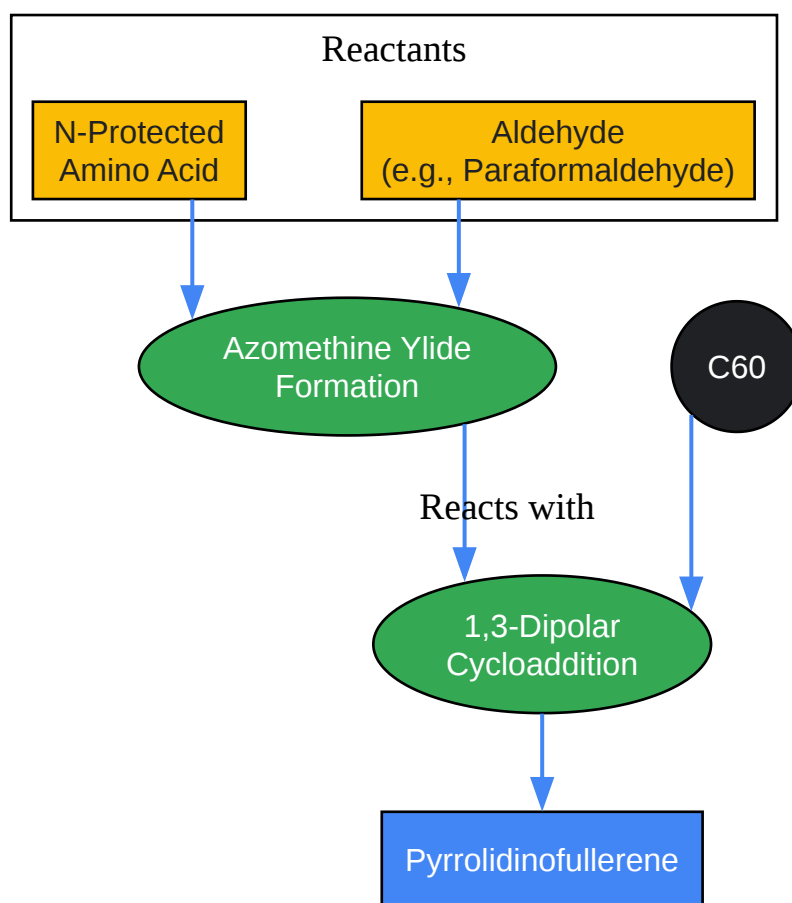 Reactants
N-Protected
Amino Acid
Aldehyde
(e.g., Paraformaldehyde)
Azomethine Ylide
Formation
C60
Reacts with
1,3-Dipolar
Cycloaddition
Pyrrolidinofullerene